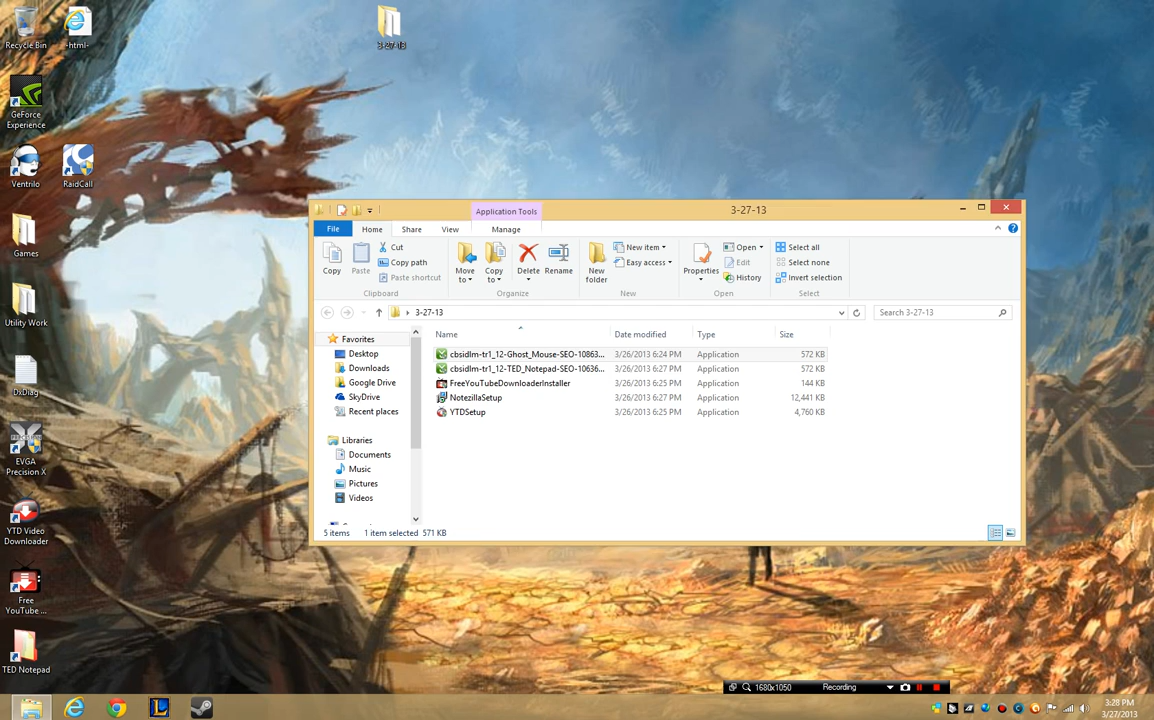 Recycle Bin
-html-
3-27-13
GeForce
Experience
Ventrilo
RaidCall
Games
Utility Work
DxDiag
EVGA
Precision X
YTD Video
Downloader
Free
YouTube ...
TED Notepad
Application Tools
3-27-13
File
Home
Share
View
Manage
Copy
Paste
Cut
Copy path
Paste shortcut
Clipboard
Move
to
Copy
to
Delete
Rename
Organize
New
folder
New item
Easy access
New
Properties
Open
Edit
History
Open
Select all
Select none
Invert selection
Select
3-27-13
Search 3-27-13
Favorites
Desktop
Downloads
Google Drive
SkyDrive
Recent places
Libraries
Documents
Music
Pictures
Videos
Name Date modified Type Size
cbsidlm-tr1_12-Ghost_Mouse-SEO-10863... 3/26/2013 6:24 PM Application 572 KB
cbsidlm-tr1_12-TED_Notepad-SEO-10636... 3/26/2013 6:27 PM Application 572 KB
FreeYouTubeDownloaderInstaller 3/26/2013 6:25 PM Application 144 KB
NotezillaSetup 3/26/2013 6:27 PM Application 12,441 KB
YTDSetup 3/26/2013 6:25 PM Application 4,760 KB
5 items 1 item selected 571 KB
1680x1050 Recording
3:28 PM
3/27/2013